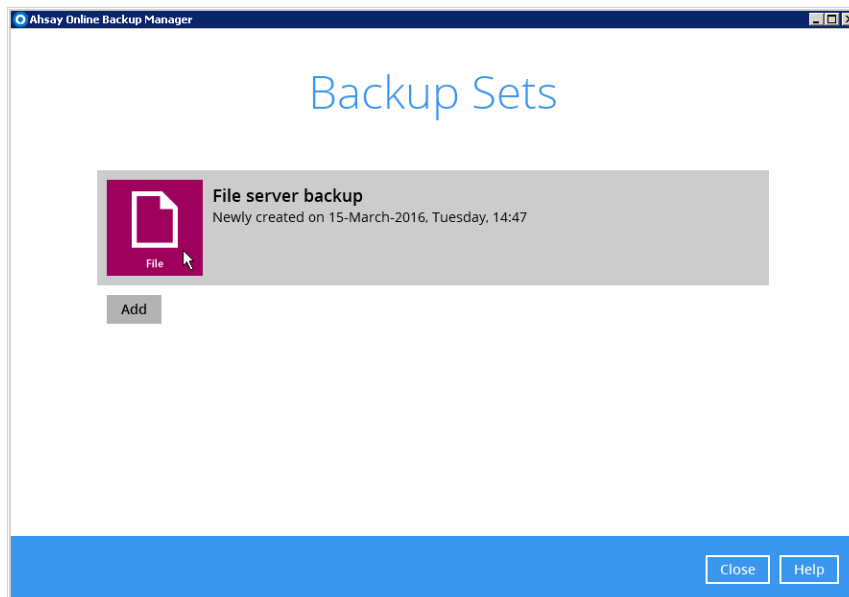 Ahsay Online Backup Manager
Backup Sets
File server backup
Newly created on 15-March-2016, Tuesday, 14:47
File
Add
Close
Help